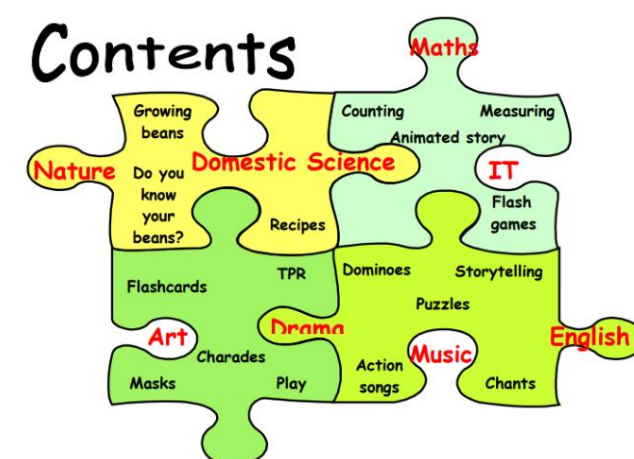 Contents
Maths
Growing
beans
Counting
Measuring
Animated story
Nature
Domestic Science
IT
Do you
know
your
beans?
Recipes
Flash
games
Flashcards
TPR
Dominoes
Storytelling
Puzzles
Art
Drama
Charades
Music
English
Masks
Play
Action
songs
Chants